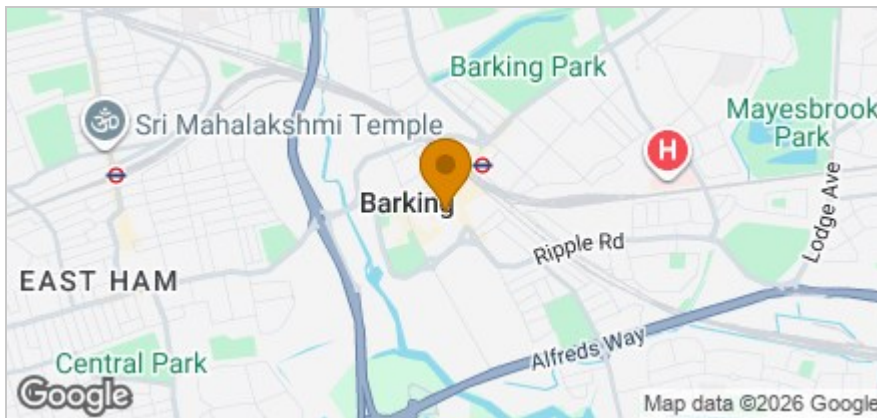 Barking Park
Mayesbrook
Park
Sri Mahalakshmi Temple
H
Barking
Lodge Ave
Ripple Rd
EAST HAM
Alfreds Way
Central Park
Google
Map data ©2026 Google